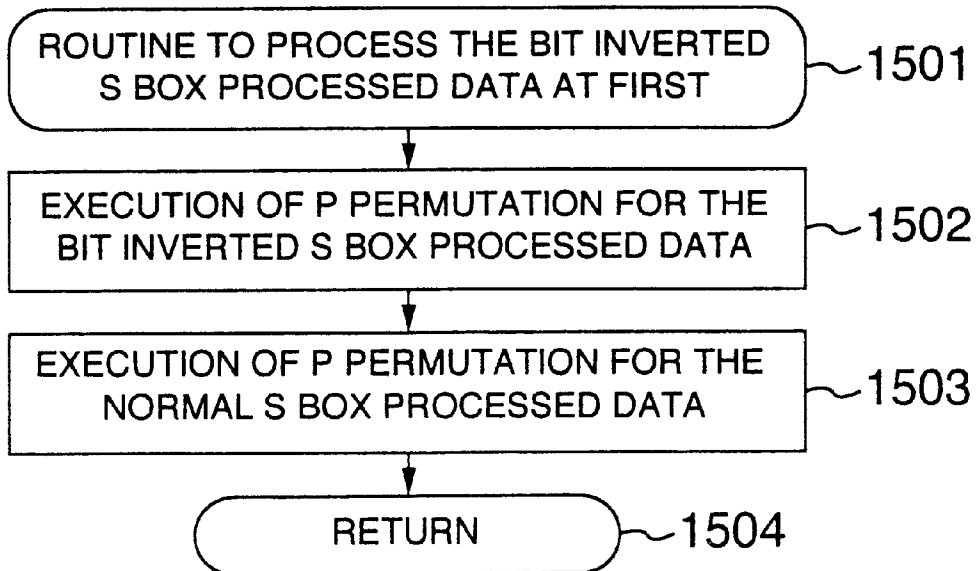 ROUTINE TO PROCESS THE BIT INVERTED
S BOX PROCESSED DATA AT FIRST
1501
EXECUTION OF P PERMUTATION FOR THE
BIT INVERTED S BOX PROCESSED DATA
1502
EXECUTION OF P PERMUTATION FOR THE
NORMAL S BOX PROCESSED DATA
1503
RETURN
1504